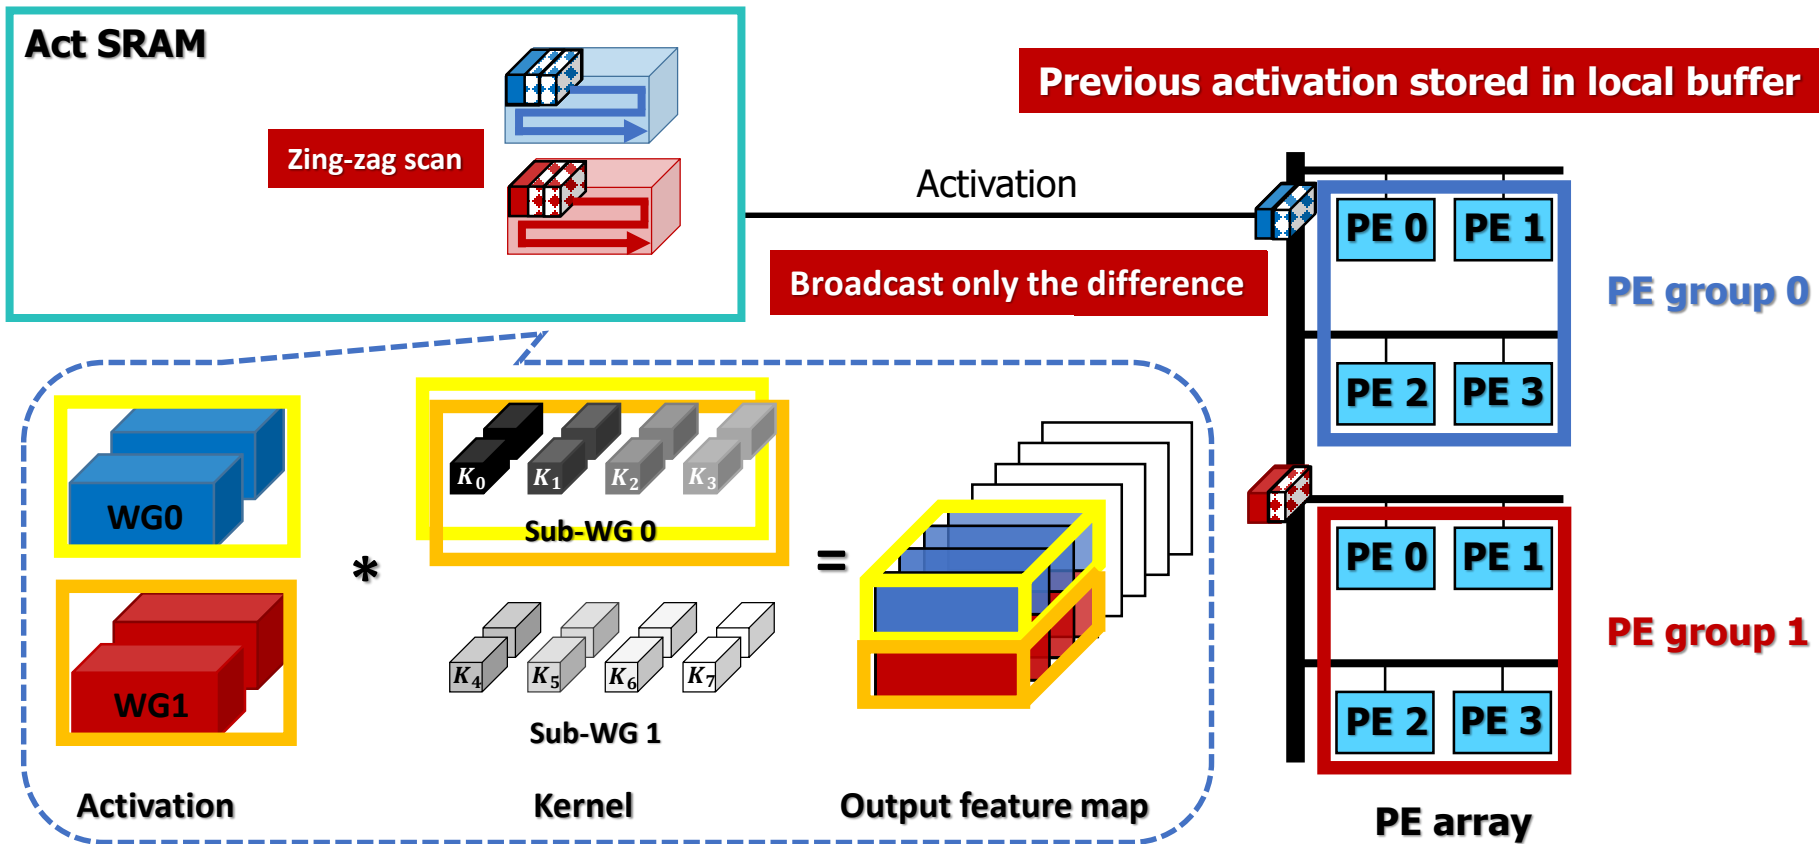 Act SRAM
Zing-zag scan
Previous activation stored in local buffer
Activation
Broadcast only the difference
PE 0
PE 1
PE 2
PE 3
PE group 0
PE 0
PE 1
PE 2
PE 3
PE group 1
PE array
WG0
WG1
Activation
*
K0
K1
K2
K3
Sub-WG 0
K4
K5
K6
K7
Sub-WG 1
Kernel
=
Output feature map